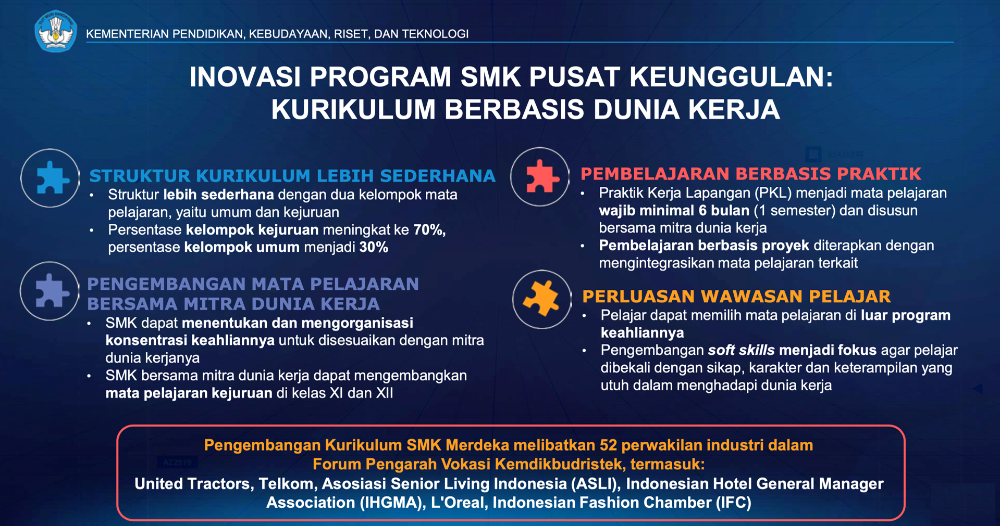 TUT WURI HANDAYANI
KEMENTERIAN PENDIDIKAN, KEBUDAYAAN, RISET, DAN TEKNOLOGI
INOVASI PROGRAM SMK PUSAT KEUNGGULAN:
KURIKULUM BERBASIS DUNIA KERJA
STRUKTUR KURIKULUM LEBIH SEDERHANA
• Struktur lebih sederhana dengan dua kelompok mata
pelajaran, yaitu umum dan kejuruan
• Persentase kelompok kejuruan meningkat ke 70%,
persentase kelompok umum menjadi 30%
PENGEMBANGAN MATA PELAJARAN
BERSAMA MITRA DUNIA KERJA
• SMK dapat menentukan dan mengorganisasi
konsentrasi keahliannya untuk disesuaikan dengan mitra
dunia kerjanya
• SMK bersama mitra dunia kerja dapat mengembangkan
mata pelajaran kejuruan di kelas XI dan XII
85431274
PEMBELAJARAN BERBASIS PRAKTIK
• Praktik Kerja Lapangan (PKL) menjadi mata pelajaran
wajib minimal 6 bulan (1 semester) dan disusun
bersama mitra dunia kerja
• Pembelajaran berbasis proyek diterapkan dengan
mengintegrasikan mata pelajaran terkait
PERLUASAN WAWASAN PELAJAR
• Pelajar dapat memilih mata pelajaran di luar program
keahliannya
• Pengembangan soft skills menjadi fokus agar pelajar
dibekali dengan sikap, karakter dan keterampilan yang
utuh dalam menghadapi dunia kerja
Pengembangan Kurikulum SMK Merdeka melibatkan 52 perwakilan industri dalam
AZ2819
Forum Pengarah Vokasi Kemdikbudristek, termasuk:
United Tractors, Telkom, Asosiasi Senior Living Indonesia (ASLI), Indonesian Hotel General Manager
Association (IHGMA), L'Oreal, Indonesian Fashion Chamber (IFC)